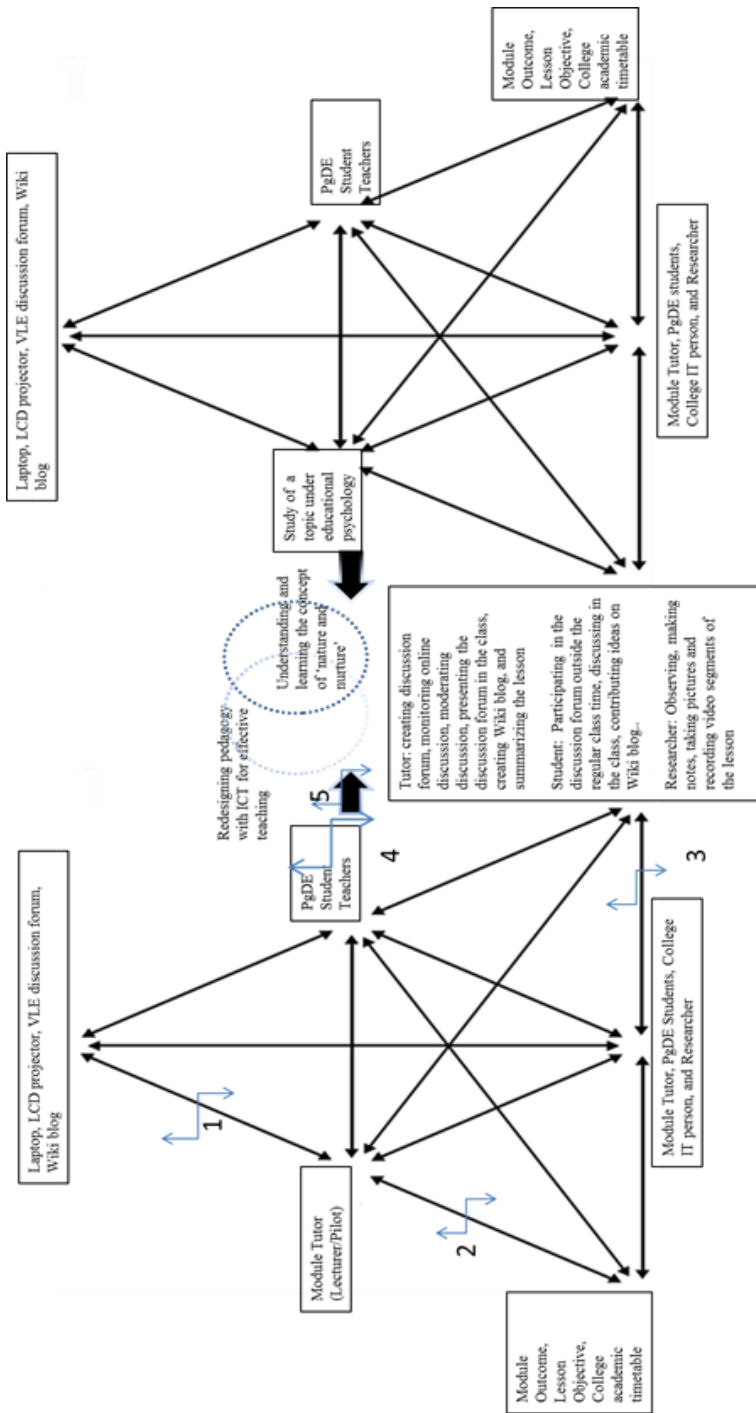 Laptop, LCD projector, VLE discussion forum,
Wiki blog
Module Tutor
(Lecturer/Pilot)
PgDE
Student
Teachers
Module
Outcome,
Lesson
Objective,
College
academic
timetable
Module Tutor, PgDE Students, College
IT person, and Researcher
1
2
3
4
5
Redesigning pedagogy
with ICT for effective
teaching
Understanding and
learning the concept
of ‘nature and
nurture’
Tutor: creating discussion
forum, monitoring online
discussion, moderating
discussion, presenting the
discussion forum in the class,
creating Wiki blog, and
summarizing the lesson
Student: Participating in the
discussion forum outside the
regular class time, discussing in
the class, contributing ideas on
Wiki blog..
Researcher: Observing, making
notes, taking pictures and
recording video segments of
the lesson
Laptop, LCD projector, VLE discussion forum, Wiki
blog
Study of a
topic under
educational
psychology
PgDE
Student
Teachers
Module Tutor, PgDE students,
College IT person, and Researcher
Module
Outcome,
Lesson
Objective,
College
academic
timetable